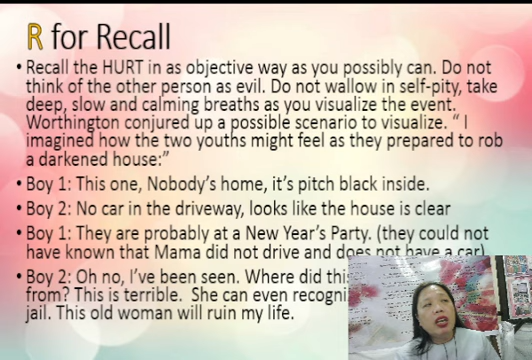 R for Recall
• Recall the HURT in as objective way as you possibly can. Do not
think of the other person as evil. Do not wallow in self-pity, take
deep, slow and calming breaths as you visualize the event.
Worthington conjured up a possible scenario to visualize. “ I
imagined how the two youths might feel as they prepared to rob
a darkened house:”
• Boy 1: This one, Nobody’s home, it’s pitch black inside.
• Boy 2: No car in the driveway, looks like the house is clear
• Boy 1: They are probably at a New Year’s Party. (they could not
have known that Mama did not drive and does not have a car)
• Boy 2: Oh no, I’ve been seen. Where did
from? This is terrible. She can even
jail. This old woman will ruin my life.